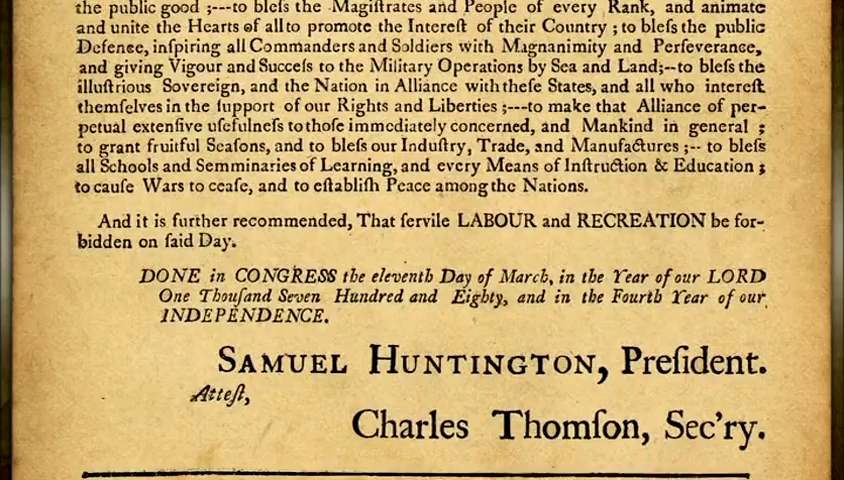 the public good ;---to bleſs the Magiſtrates and People of every Rank, and animate
and unite the Hearts of all to promote the Intereſt of their Country ; to bleſs the public
Defence, inſpiring all Commanders and Soldiers with Magnanimity and Perſeverance,
and giving Vigour and Succeſs to the Military Operations by Sea and Land;--to bleſs the
illuſtrious Sovereign, and the Nation in Alliance with theſe States, and all who intereſt
themſelves in the ſupport of our Rights and Liberties ;---to make that Alliance of per-
petual extenſive uſefulneſs to thoſe immediately concerned, and Mankind in general ;
to grant fruitful Seaſons, and to bleſs our Induſtry, Trade, and Manufactures ;-- to bleſs
all Schools and Semminaries of Learning, and every Means of Inſtruction & Education ;
to cauſe Wars to ceaſe, and to eſtabliſh Peace among the Nations.
And it is further recommended, That ſervile LABOUR and RECREATION be for-
bidden on ſaid Day.
DONE in CONGRESS the eleventh Day of March, in the Year of our LORD
One Thouſand Seven Hundred and Eighty, and in the Fourth Year of our
INDEPENDENCE.
SAMUEL HUNTINGTON, Preſident.
Atteſt,
Charles Thomſon, Sec'ry.